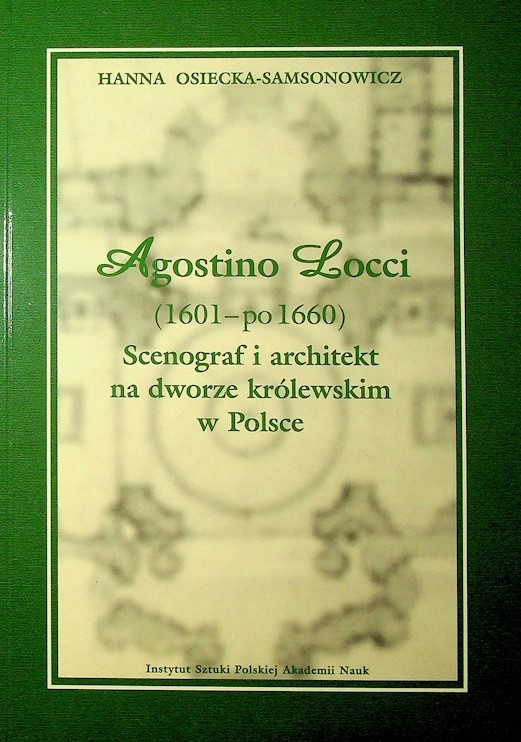 HANNA OSIECKA-SAMSONOWICZ
Agostino Locci
(1601–po 1660)
Scenograf i architekt
na dworze królewskim
w Polsce
Instytut Sztuki Polskiej Akademii Nauk